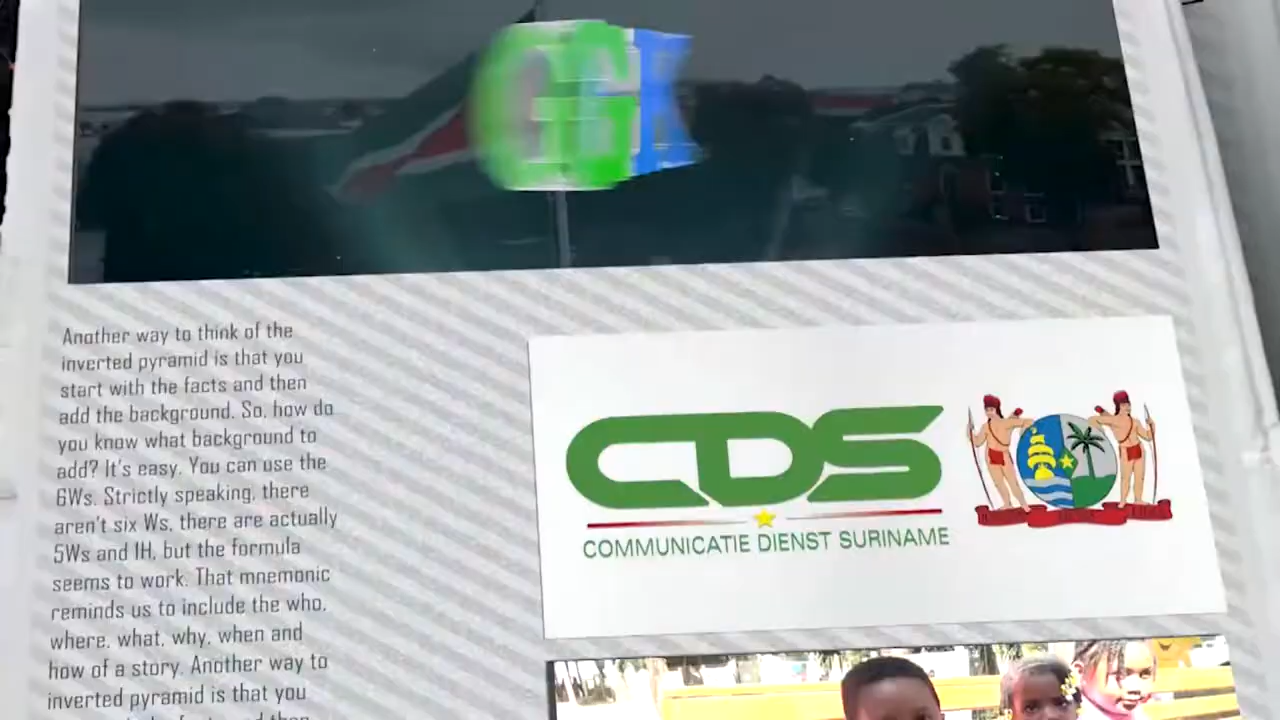 Another way to think of the
inverted pyramid is that you
start with the facts and then
add the background. So, how do
you know what background to
add? It's easy. You can use the
6Ws. Strictly speaking, there
aren't six Ws, there are actually
5Ws and 1H, but the formula
seems to work. That mnemonic
reminds us to include the who,
where, what, why, when and
how of a story. Another way to
inverted pyramid is that you
CDS
COMMUNICATIE DIENST SURINAME